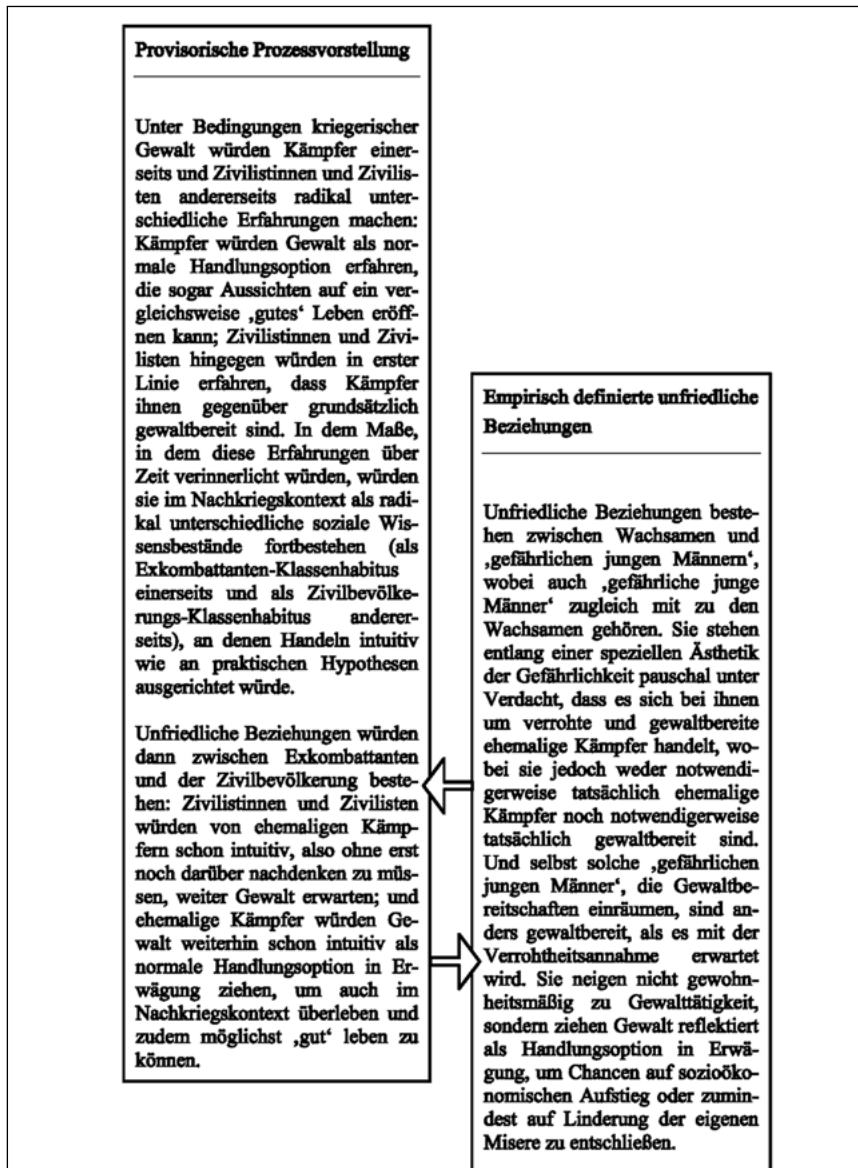 Provisorische Prozessvorstellung
Unter Bedingungen kriegerischer
Gewalt würden Kämpfer einer-
seits und Zivilistinnen und Zivilis-
ten andererseits radikal unter-
schiedliche Erfahrungen machen:
Kämpfer würden Gewalt als nor-
male Handlungsoption erfahren,
die sogar Aussichten auf ein ver-
gleichsweise ‚gutes‘ Leben eröff-
nen kann; Zivilistinnen und Zivi-
listen hingegen würden in erster
Linie erfahren, dass Kämpfer
ihnen gegenüber grundsätzlich
gewaltbereit sind. In dem Maße,
in dem diese Erfahrungen über
Zeit verinnerlicht würden, würden
sie im Nachkriegskontext als radi-
kal unterschiedliche soziale Wis-
sensbestände fortbestehen (als
Exkombattanten-Klassenhabitus
einerseits und als Zivilbevölke-
rungs-Klassenhabitus anderer-
seits), an denen Handeln intuitiv
wie an praktischen Hypothesen
ausgerichtet würde.
Unfriedliche Beziehungen würden
dann zwischen Exkombattanten
und der Zivilbevölkerung beste-
hen: Zivilistinnen und Zivilisten
würden von ehemaligen Kämp-
fern schon intuitiv, also ohne erst
noch darüber nachdenken zu müs-
sen, weiter Gewalt erwarten; und
ehemalige Kämpfer würden Ge-
walt weiterhin schon intuitiv als
normale Handlungsoption in Er-
wägung ziehen, um auch im
Nachkriegskontext überleben und
zudem möglichst ‚gut‘ leben zu
können.
Empirisch definierte unfriedliche
Beziehungen
Unfriedliche Beziehungen beste-
hen zwischen Wachsamen und
‚gefährlichen jungen Männern‘,
wobei auch ‚gefährliche junge
Männer‘ zugleich mit zu den
Wachsamen gehören. Sie stehen
entlang einer speziellen Ästhetik
der Gefährlichkeit pauschal unter
Verdacht, dass es sich bei ihnen
um verrohte und gewaltbereite
ehemalige Kämpfer handelt, wo-
bei sie jedoch weder notwendi-
gerweise tatsächlich ehemalige
Kämpfer noch notwendigerweise
tatsächlich gewaltbereit sind.
Und selbst solche ‚gefährlichen
jungen Männer‘, die Gewaltbe-
reitschaften einräumen, sind an-
ders gewaltbereit, als es mit der
Verrohtheitsannahme erwartet
wird. Sie neigen nicht gewohn-
heitsmäßig zu Gewalttätigkeit,
sondern ziehen Gewalt reflektiert
als Handlungsoption in Erwä-
gung, um Chancen auf sozioöko-
nomischen Aufstieg oder zumin-
dest auf Linderung der eigenen
Misere zu entschließen.